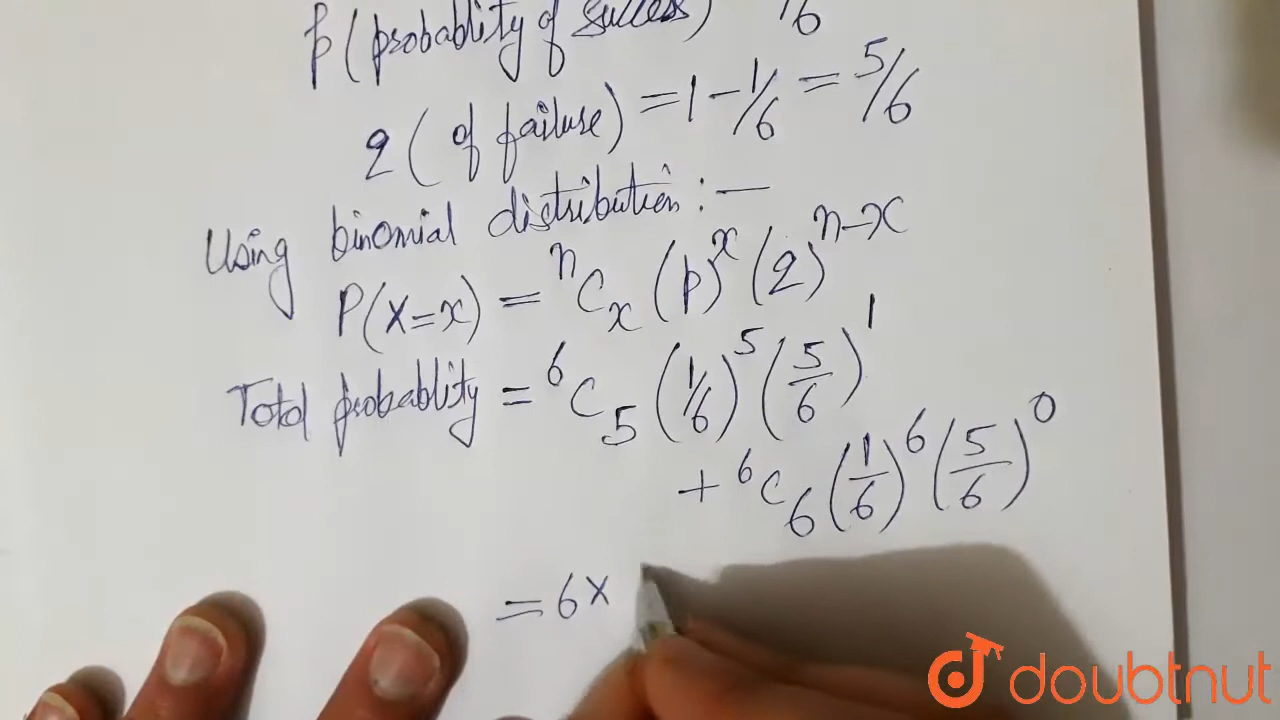 p (probablity of success) 1/6
q ( of failure) = 1 - 1/6 = 5/6
Using binomial distribution : —
P(X=x) = ⁿCₓ (p)ˣ (q)ⁿ⁻ˣ
Total probablity = ⁶C₅ (1/6)⁵ (5/6)¹
+ ⁶C₆ (1/6)⁶ (5/6)⁰
= 6 ×
doubtnut